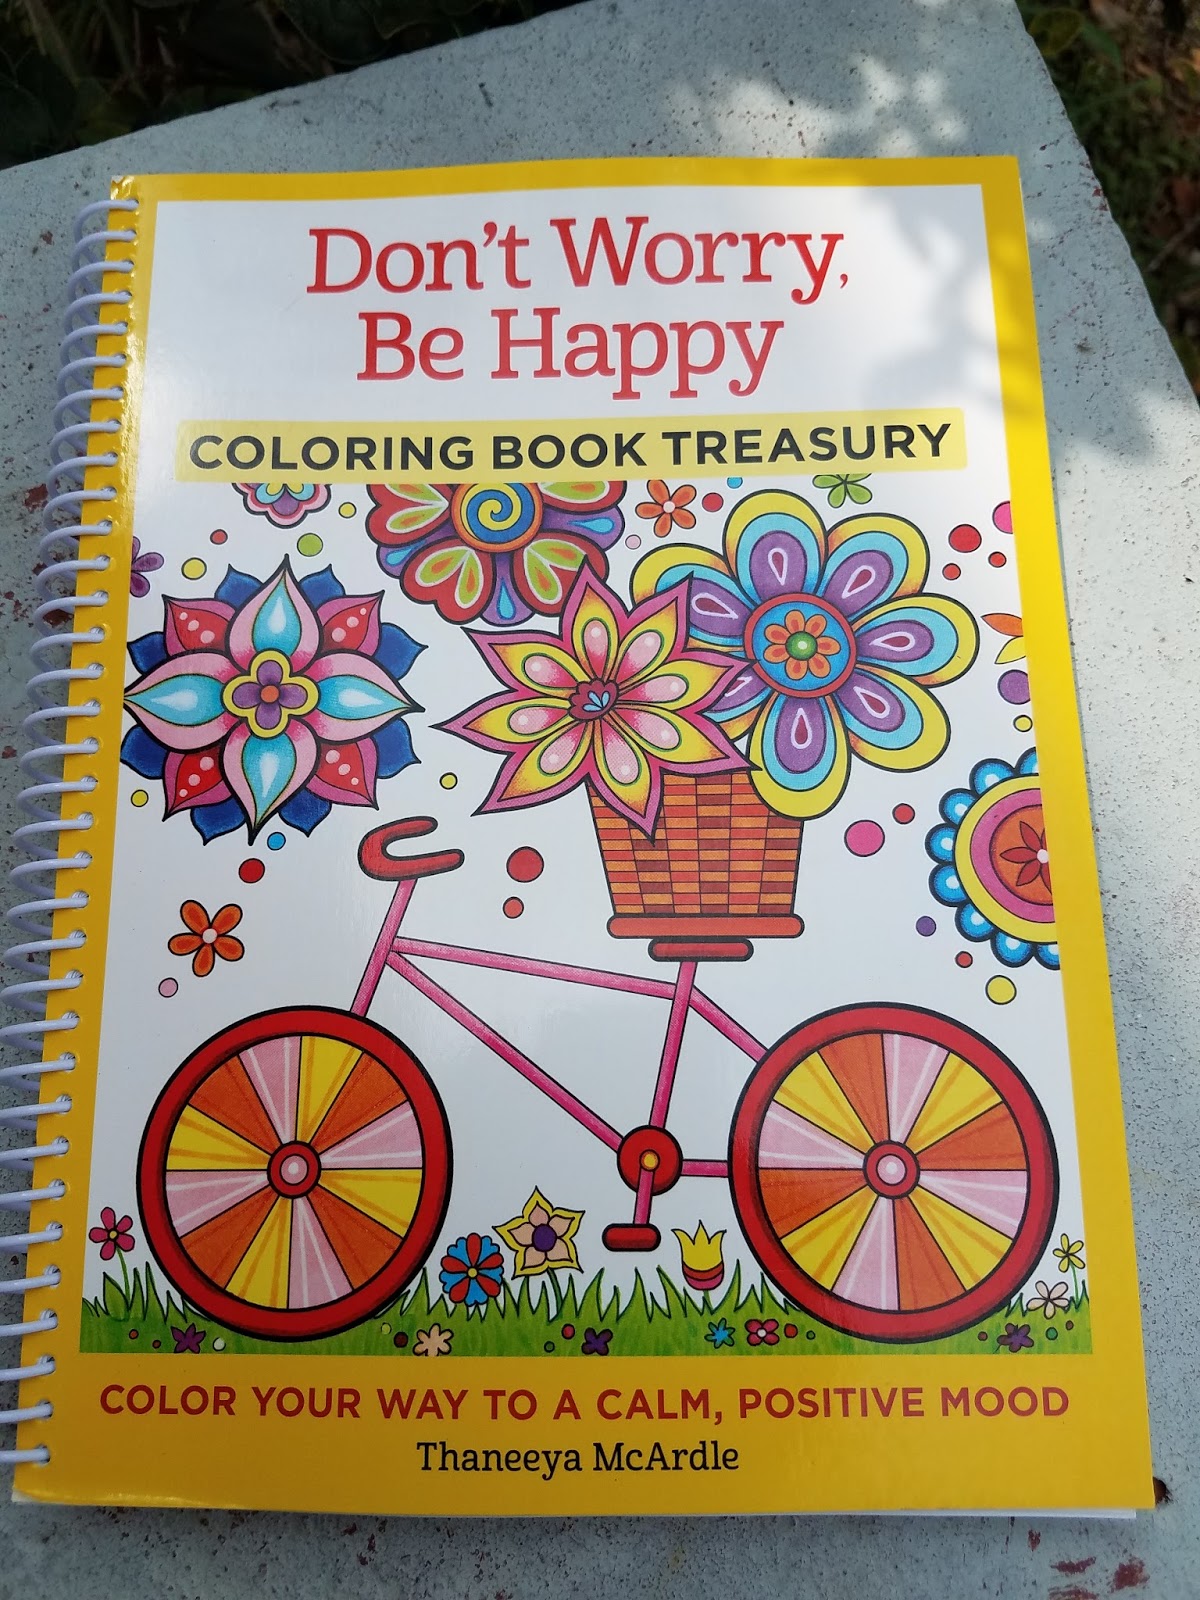 Don't Worry,
Be Happy
COLORING BOOK TREASURY
COLOR YOUR WAY TO A CALM, POSITIVE MOOD
Thaneeya McArdle